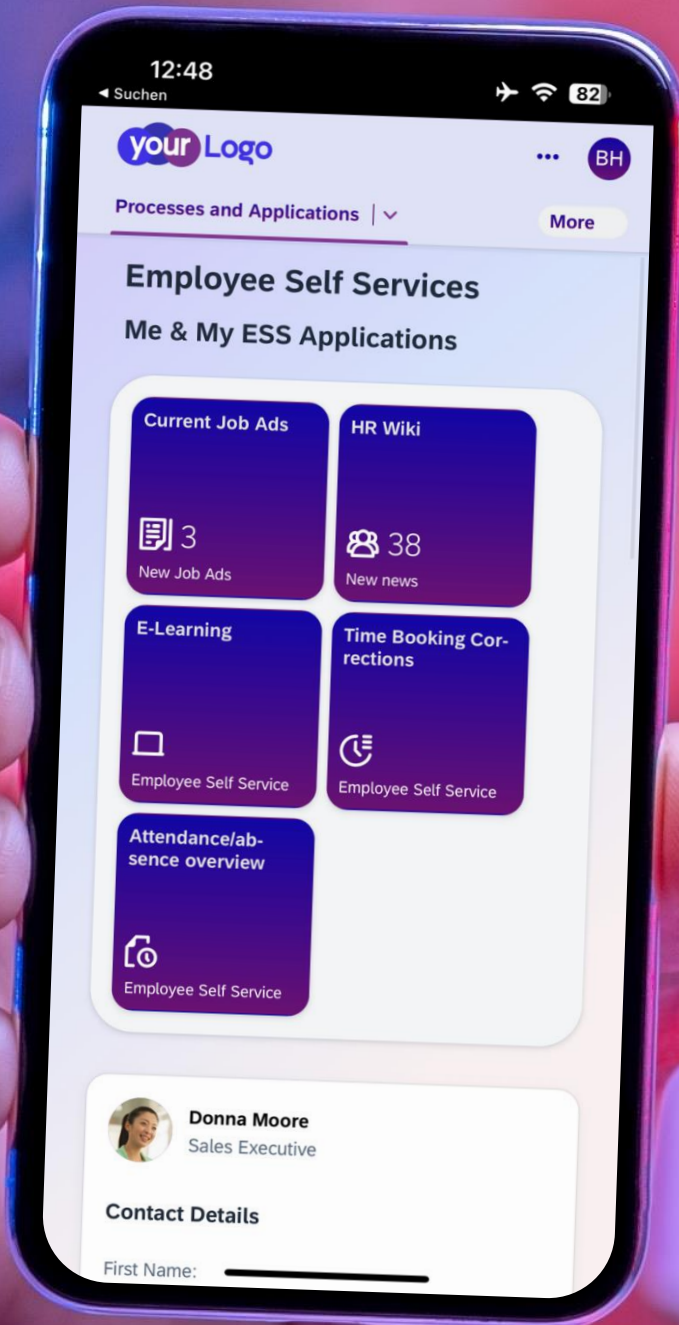 12:48
◀ Suchen
82
your Logo
••• BH
Processes and Applications
More
Employee Self Services
Me & My ESS Applications
Current Job Ads
3
New Job Ads
HR Wiki
38
New news
E-Learning
Employee Self Service
Time Booking Cor-
rections
Employee Self Service
Attendance/ab-
sence overview
Employee Self Service
Donna Moore
Sales Executive
Contact Details
First Name: